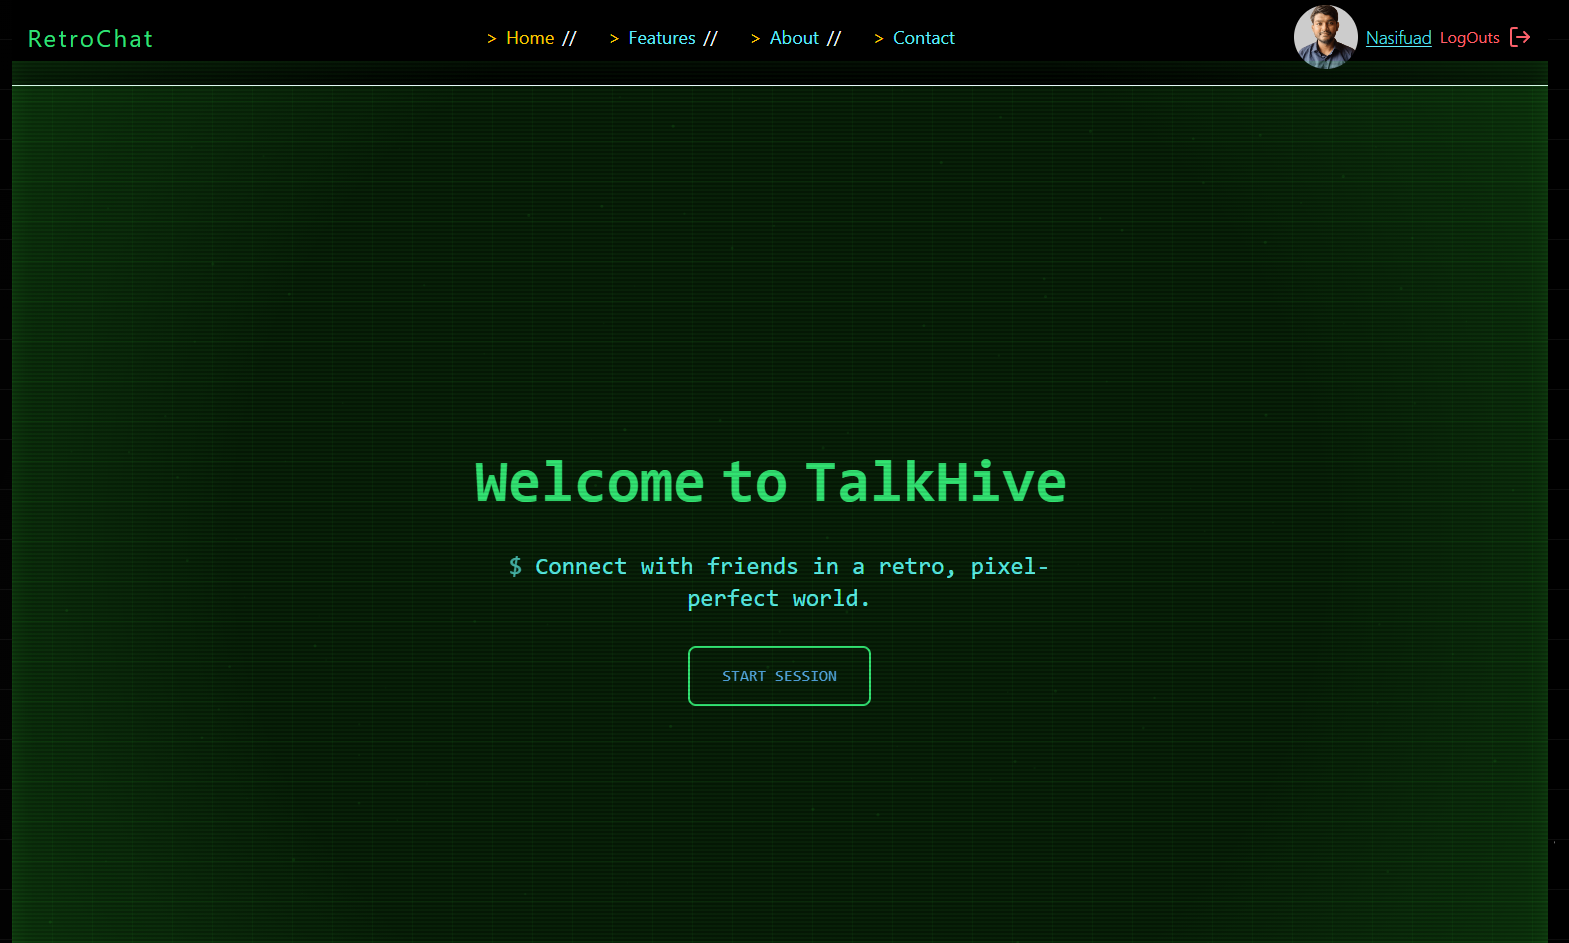 RetroChat
> Home // > Features // > About // > Contact
Nasifuad LogOuts
Welcome to TalkHive
$ Connect with friends in a retro, pixel-
perfect world.
START SESSION